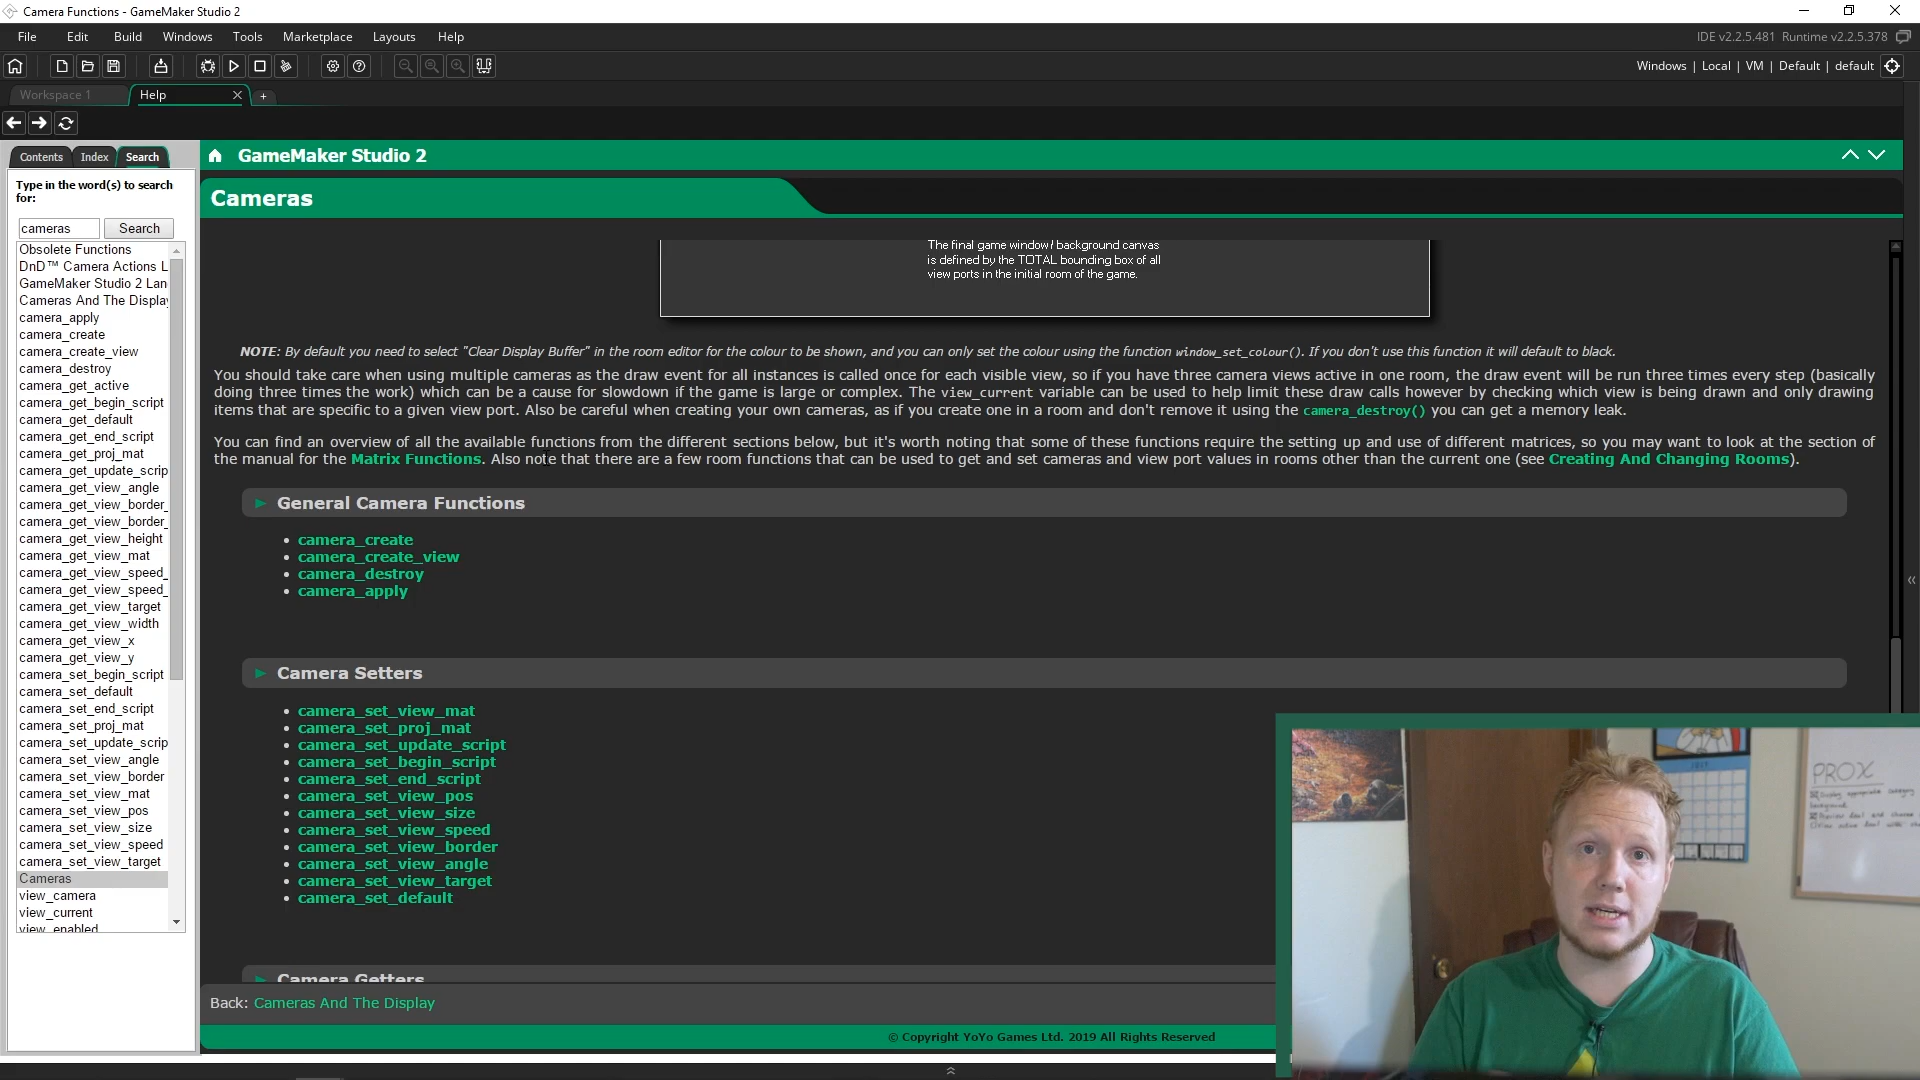 Camera Functions - GameMaker Studio 2
File Edit Build Windows Tools Marketplace Layouts Help
IDE v2.2.5.481 Runtime v2.2.5.378
Windows | Local | VM | Default | default
Workspace 1
Help
Contents Index Search
Type in the word(s) to search
for:
cameras
Search
Obsolete Functions
DnD™ Camera Actions L
GameMaker Studio 2 Lan
Cameras And The Display
camera_apply
camera_create
camera_create_view
camera_destroy
camera_get_active
camera_get_begin_script
camera_get_default
camera_get_end_script
camera_get_proj_mat
camera_get_update_scrip
camera_get_view_angle
camera_get_view_border_
camera_get_view_border_
camera_get_view_height
camera_get_view_mat
camera_get_view_speed_
camera_get_view_speed_
camera_get_view_target
camera_get_view_width
camera_get_view_x
camera_get_view_y
camera_set_begin_script
camera_set_default
camera_set_end_script
camera_set_proj_mat
camera_set_update_scrip
camera_set_view_angle
camera_set_view_border
camera_set_view_mat
camera_set_view_pos
camera_set_view_size
camera_set_view_speed
camera_set_view_target
Cameras
view_camera
view_current
view_enabled
GameMaker Studio 2
Cameras
The final game window / background canvas
is defined by the TOTAL bounding box of all
view ports in the initial room of the game.
NOTE: By default you need to select "Clear Display Buffer" in the room editor for the colour to be shown, and you can only set the colour using the function window_set_colour(). If you don't use this function it will default to black.
You should take care when using multiple cameras as the draw event for all instances is called once for each visible view, so if you have three camera views active in one room, the draw event will be run three times every step (basically
doing three times the work) which can be a cause for slowdown if the game is large or complex. The view_current variable can be used to help limit these draw calls however by checking which view is being drawn and only drawing
items that are specific to a given view port. Also be careful when creating your own cameras, as if you create one in a room and don't remove it using the camera_destroy() you can get a memory leak.
You can find an overview of all the available functions from the different sections below, but it's worth noting that some of these functions require the setting up and use of different matrices, so you may want to look at the section of
the manual for the Matrix Functions. Also note that there are a few room functions that can be used to get and set cameras and view port values in rooms other than the current one (see Creating And Changing Rooms).
General Camera Functions
camera_create
camera_create_view
camera_destroy
camera_apply
Camera Setters
camera_set_view_mat
camera_set_proj_mat
camera_set_update_script
camera_set_begin_script
camera_set_end_script
camera_set_view_pos
camera_set_view_size
camera_set_view_speed
camera_set_view_border
camera_set_view_angle
camera_set_view_target
camera_set_default
Camera Getters
Back: Cameras And The Display
© Copyright YoYo Games Ltd. 2019 All Rights Reserved
PROX